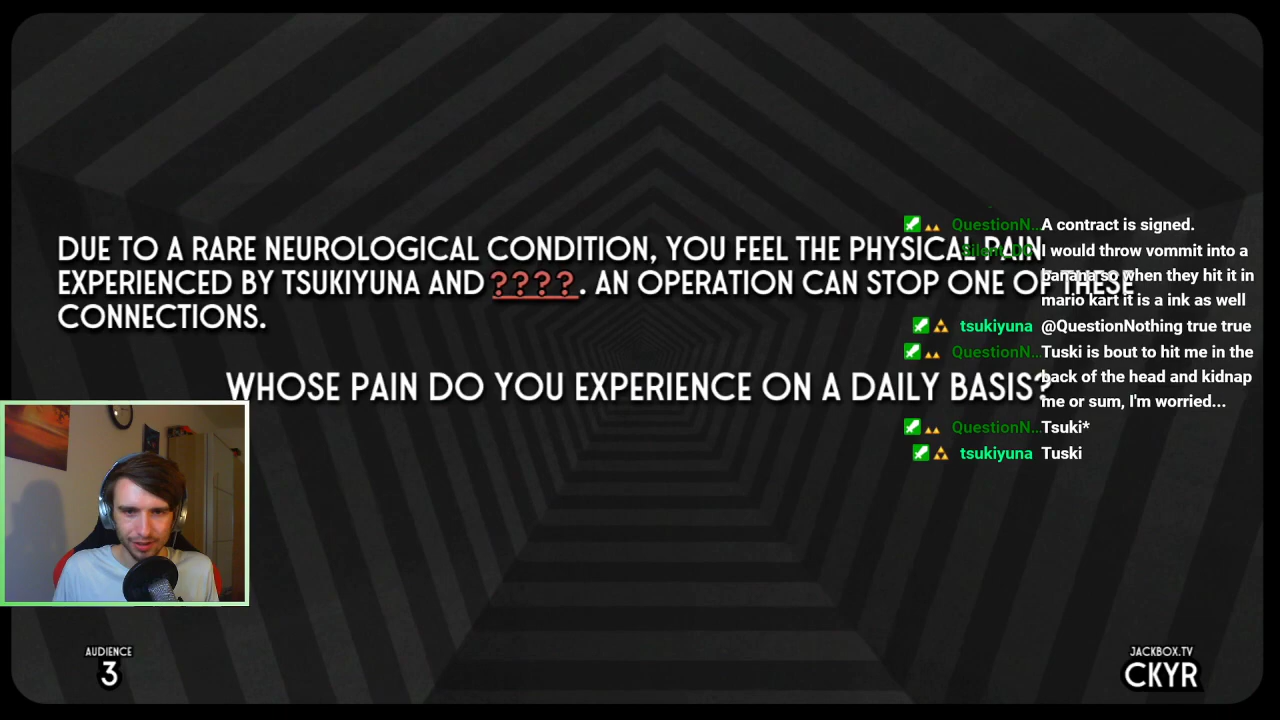 DUE TO A RARE NEUROLOGICAL CONDITION, YOU FEEL THE PHYSICAL PAIN
EXPERIENCED BY TSUKIYUNA AND ????. AN OPERATION CAN STOP ONE OF THESE
CONNECTIONS.
WHOSE PAIN DO YOU EXPERIENCE ON A DAILY BASIS?
QuestionN... A contract is signed.
Silent_DC I would throw vommit into a
banana so when they hit it in
mario kart it is a ink as well
tsukiyuna @QuestionNothing true true
QuestionN... Tuski is bout to hit me in the
back of the head and kidnap
me or sum, I'm worried...
QuestionN... Tsuki*
tsukiyuna Tuski
AUDIENCE
3
JACKBOX.TV
CKYR